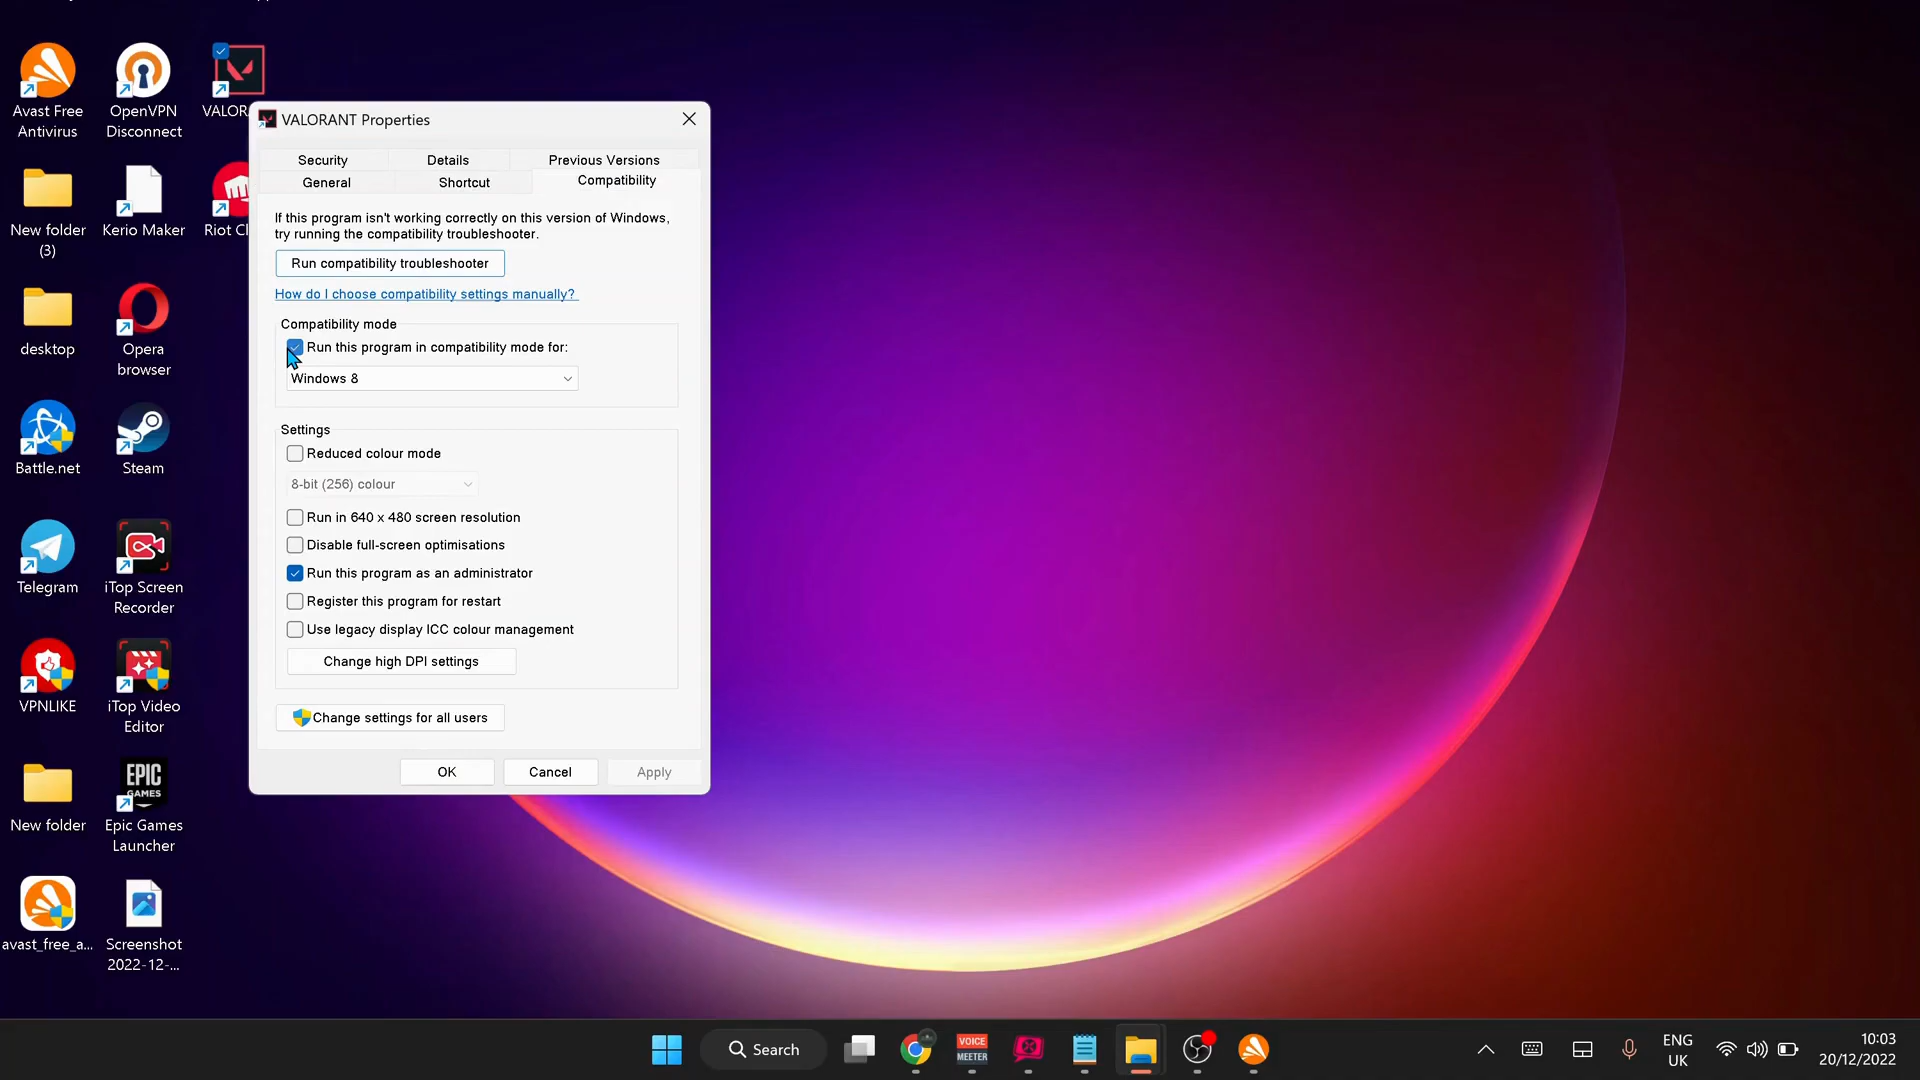 Avast Free
Antivirus
OpenVPN
Disconnect
VALOR
New folder
(3)
Kerio Maker
Riot Cl
desktop
Opera
browser
Battle.net
Steam
Telegram
iTop Screen
Recorder
VPNLIKE
iTop Video
Editor
New folder
EPIC
GAMES
Epic Games
Launcher
avast_free_a...
Screenshot
2022-12-...
VALORANT Properties
Security
Details
Previous Versions
General
Shortcut
Compatibility
If this program isn't working correctly on this version of Windows,
try running the compatibility troubleshooter.
Run compatibility troubleshooter
How do I choose compatibility settings manually?
Compatibility mode
Run this program in compatibility mode for:
Windows 8
Settings
Reduced colour mode
8-bit (256) colour
Run in 640 x 480 screen resolution
Disable full-screen optimisations
Run this program as an administrator
Register this program for restart
Use legacy display ICC colour management
Change high DPI settings
Change settings for all users
OK
Cancel
Apply
Search
VOICE
MEETER
ENG
UK
10:03
20/12/2022